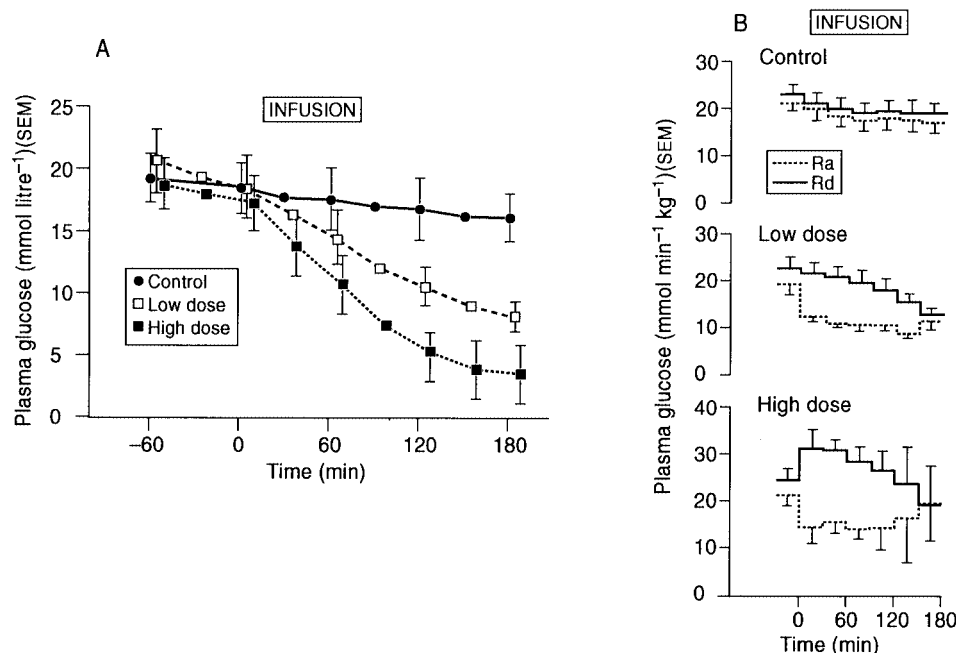 A
INFUSION
Plasma glucose (mmol litre⁻¹)(SEM)
25
20
15
10
5
0
Control
Low dose
High dose
−60
0
60
120
180
Time (min)
B
INFUSION
Plasma glucose (mmol min⁻¹ kg⁻¹)(SEM)
Control
30
20
10
0
Ra
Rd
Low dose
30
20
10
0
High dose
40
30
20
10
0
0
60
120
180
Time (min)